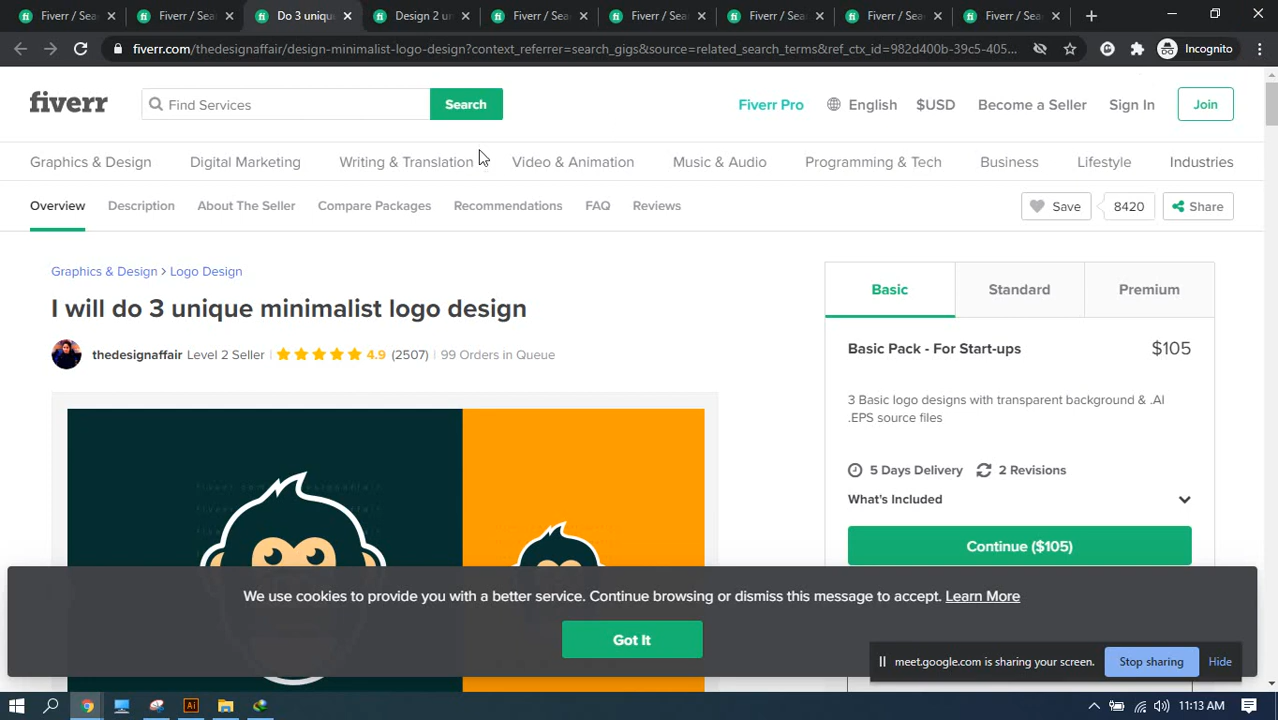 Fiverr / Sea
Fiverr / Sea
Do 3 uniqu
Design 2 un
Fiverr / Sea
Fiverr / Sea
Fiverr / Sea
Fiverr / Sea
Fiverr / Sea
fiverr.com/thedesignaffair/design-minimalist-logo-design?context_referrer=search_gigs&source=related_search_terms&ref_ctx_id=982d400b-39c5-405...
Incognito
fiverr
Find Services
Search
Fiverr Pro
English
$USD
Become a Seller
Sign In
Join
Graphics & Design
Digital Marketing
Writing & Translation
Video & Animation
Music & Audio
Programming & Tech
Business
Lifestyle
Industries
Overview
Description
About The Seller
Compare Packages
Recommendations
FAQ
Reviews
Save
8420
Share
Graphics & Design › Logo Design
I will do 3 unique minimalist logo design
thedesignaffair Level 2 Seller
4.9 (2507)
99 Orders in Queue
Basic
Standard
Premium
Basic Pack - For Start-ups
$105
3 Basic logo designs with transparent background & .AI
.EPS source files
5 Days Delivery
2 Revisions
What's Included
Continue ($105)
We use cookies to provide you with a better service. Continue browsing or dismiss this message to accept. Learn More
Got It
meet.google.com is sharing your screen.
Stop sharing
Hide
Ai
11:13 AM